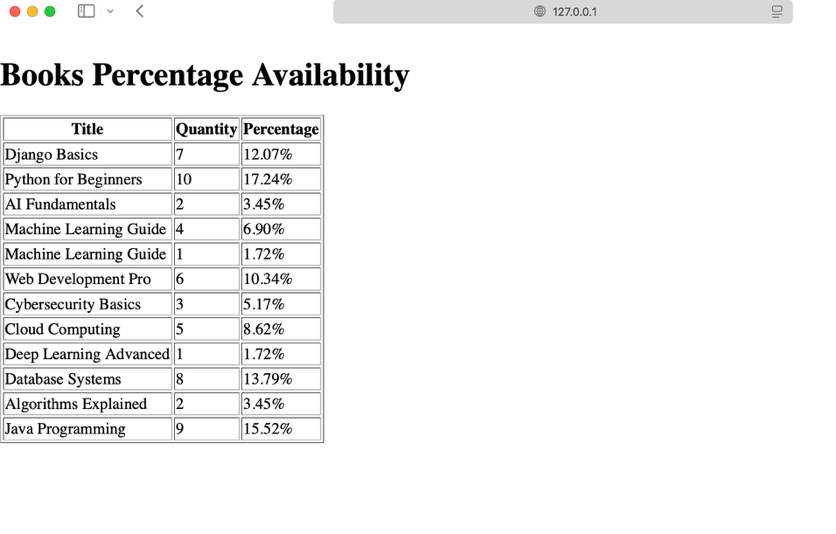 127.0.0.1
Books Percentage Availability
Title Quantity Percentage
Django Basics 7 12.07%
Python for Beginners 10 17.24%
AI Fundamentals 2 3.45%
Machine Learning Guide 4 6.90%
Machine Learning Guide 1 1.72%
Web Development Pro 6 10.34%
Cybersecurity Basics 3 5.17%
Cloud Computing 5 8.62%
Deep Learning Advanced 1 1.72%
Database Systems 8 13.79%
Algorithms Explained 2 3.45%
Java Programming 9 15.52%